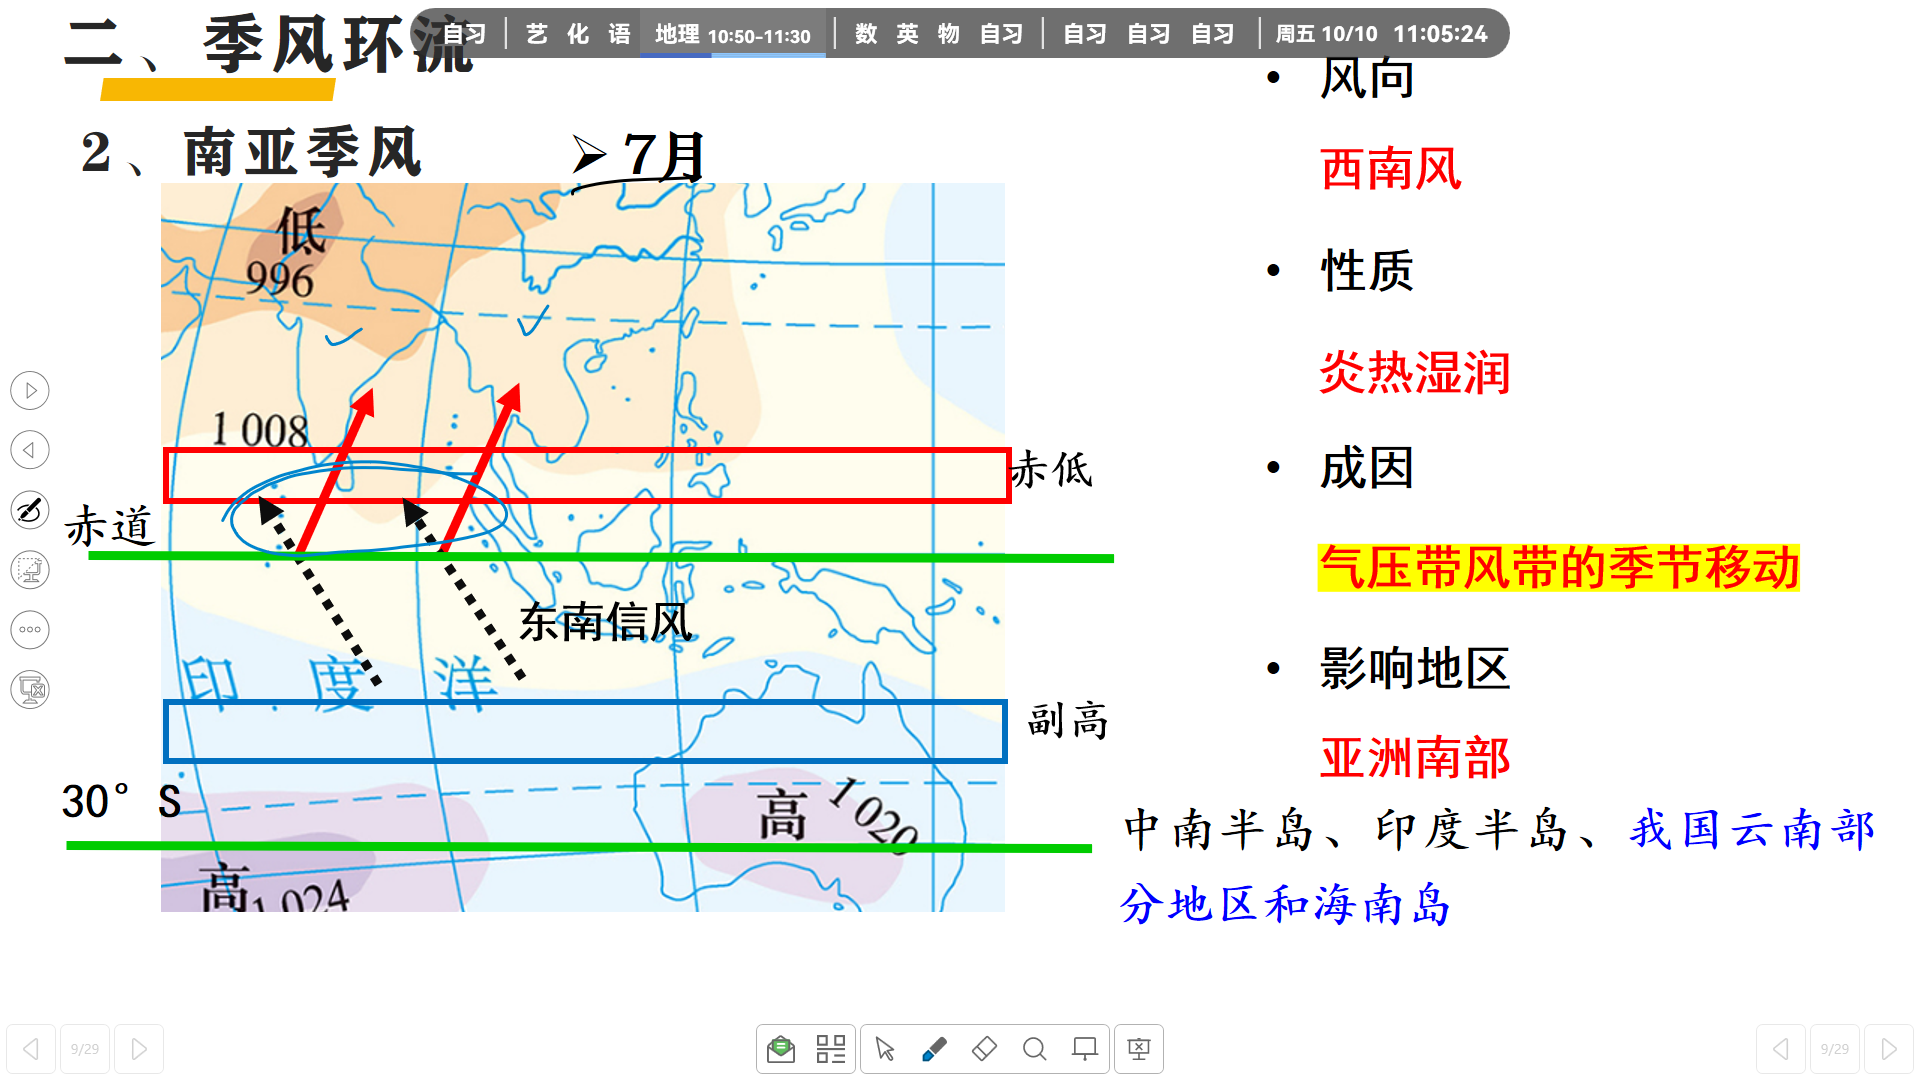 自习 艺 化 语 地理 10:50-11:30 数 英 物 自习 自习 自习 自习 周五 10/10 11:05:24
二、季风环流
2、南亚季风
➢ 7月
低
996
1 008
赤低
赤道
东南信风
印 度 洋
副高
30° S
高
1 020
高
1 024
• 风向
西南风
• 性质
炎热湿润
• 成因
气压带风带的季节移动
• 影响地区
亚洲南部
中南半岛、印度半岛、我国云南部
分地区和海南岛
9/29
9/29